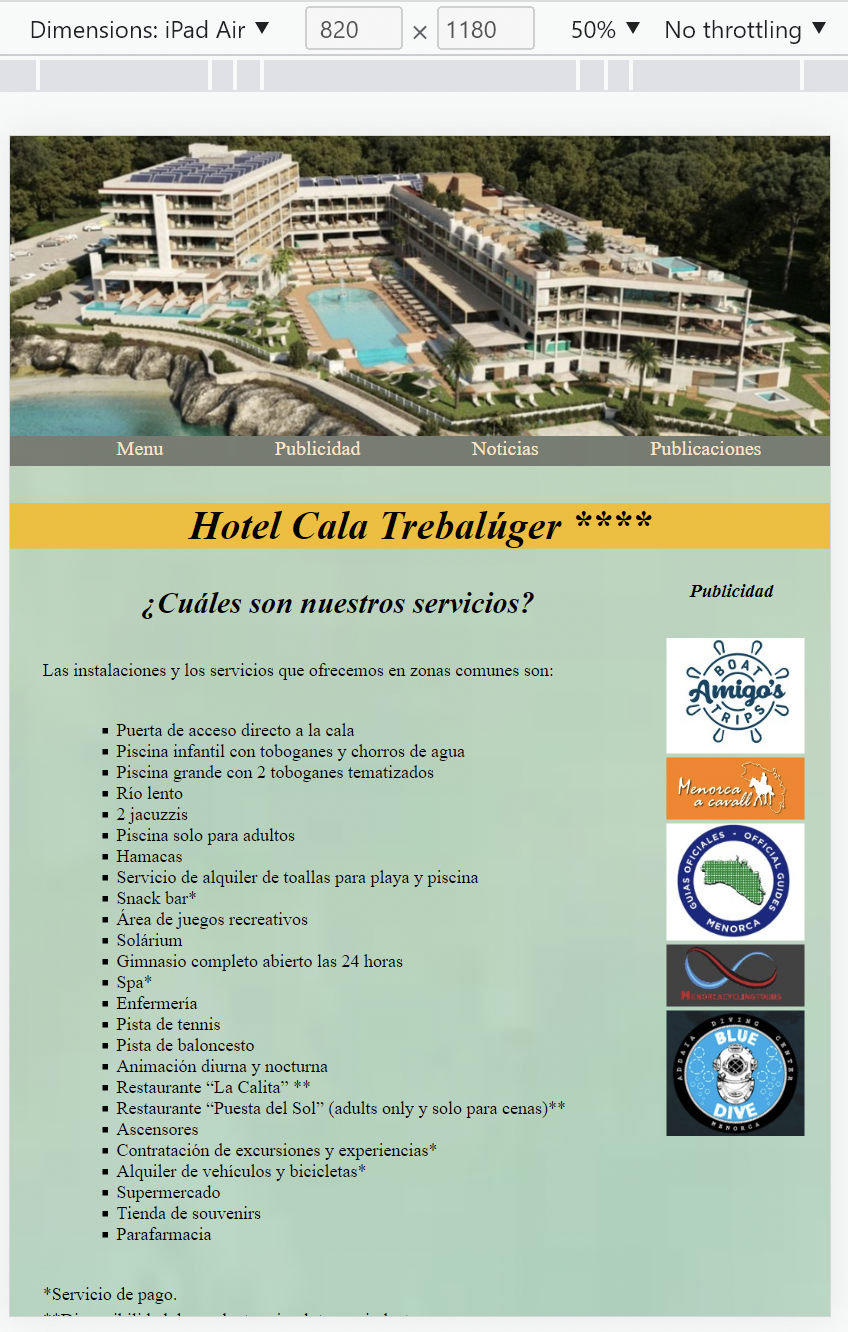 Dimensions: iPad Air ▼ 820 × 1180 50% ▼ No throttling ▼
Menu Publicidad Noticias Publicaciones
Hotel Cala Trebalúger ****
¿Cuáles son nuestros servicios?
Las instalaciones y los servicios que ofrecemos en zonas comunes son:
Puerta de acceso directo a la cala
Piscina infantil con toboganes y chorros de agua
Piscina grande con 2 toboganes tematizados
Río lento
2 jacuzzis
Piscina solo para adultos
Hamacas
Servicio de alquiler de toallas para playa y piscina
Snack bar*
Área de juegos recreativos
Solárium
Gimnasio completo abierto las 24 horas
Spa*
Enfermería
Pista de tennis
Pista de baloncesto
Animación diurna y nocturna
Restaurante “La Calita” **
Restaurante “Puesta del Sol” (adults only y solo para cenas)**
Ascensores
Contratación de excursiones y experiencias*
Alquiler de vehículos y bicicletas*
Supermercado
Tienda de souvenirs
Parafarmacia
*Servicio de pago.
Publicidad
BOAT
Amigo's
TRIPS
Menorca
a cavall
GUIAS OFICIALES - OFFICIAL GUIDES
MENORCA
MENORCACYCLINGTOURS
ADDAIA DIVING CENTER
BLUE
DIVE
MENORCA